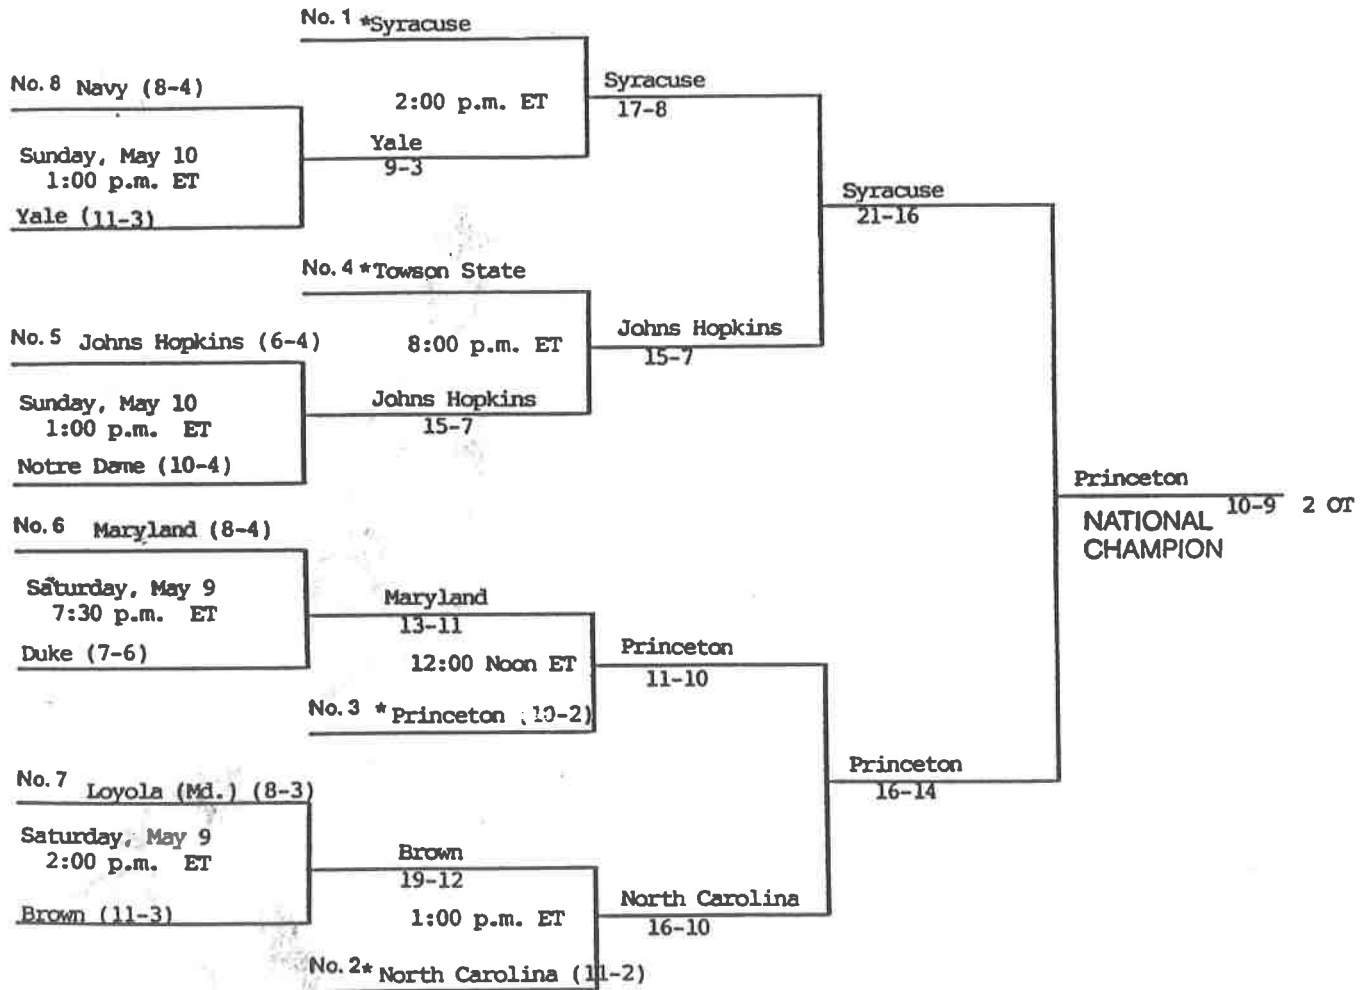 No. 1 *Syracuse
No. 8 Navy (8-4)
2:00 p.m. ET
Syracuse
17-8
Sunday, May 10
1:00 p.m. ET
Yale
9-3
Yale (11-3)
Syracuse
21-16
No. 4 *Towson State
No. 5 Johns Hopkins (6-4)
8:00 p.m. ET
Johns Hopkins
15-7
Sunday, May 10
1:00 p.m. ET
Johns Hopkins
15-7
Notre Dame (10-4)
Princeton
10-9 2 OT
NATIONAL
CHAMPION
No. 6 Maryland (8-4)
Saturday, May 9
7:30 p.m. ET
Maryland
13-11
Duke (7-6)
12:00 Noon ET
Princeton
11-10
No. 3 *Princeton (10-2)
Princeton
16-14
No. 7 Loyola (Md.) (8-3)
Saturday, May 9
2:00 p.m. ET
Brown
19-12
Brown (11-3)
1:00 p.m. ET
North Carolina
16-10
No. 2* North Carolina (11-2)